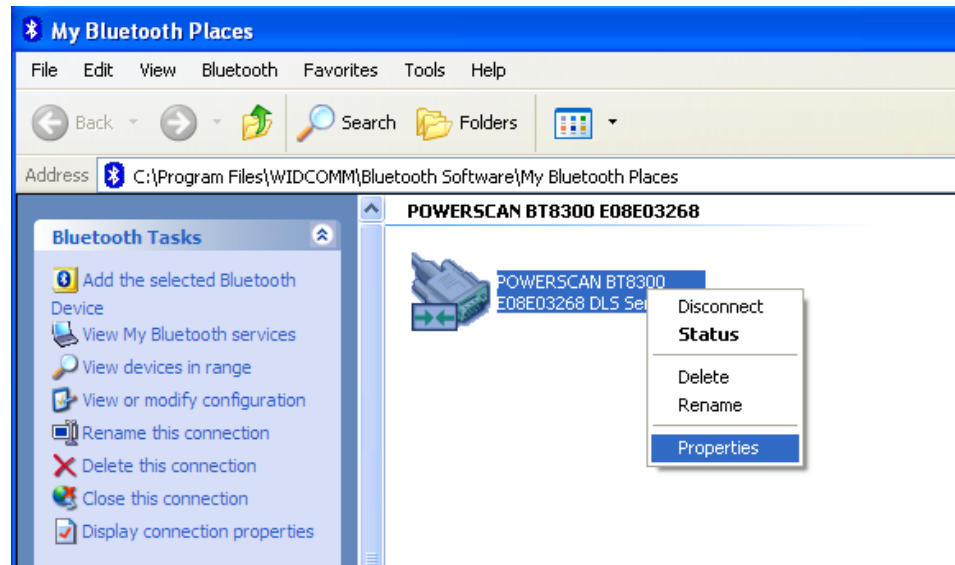 My Bluetooth Places
File Edit View Bluetooth Favorites Tools Help
Back Search Folders
Address C:\Program Files\WIDCOMM\Bluetooth Software\My Bluetooth Places
POWERSCAN BT8300 E08E03268
Bluetooth Tasks
Add the selected Bluetooth
Device
View My Bluetooth services
View devices in range
View or modify configuration
Rename this connection
Delete this connection
Close this connection
Display connection properties
POWERSCAN BT8300
E08E03268 DLS
Disconnect
Status
Delete
Rename
Properties